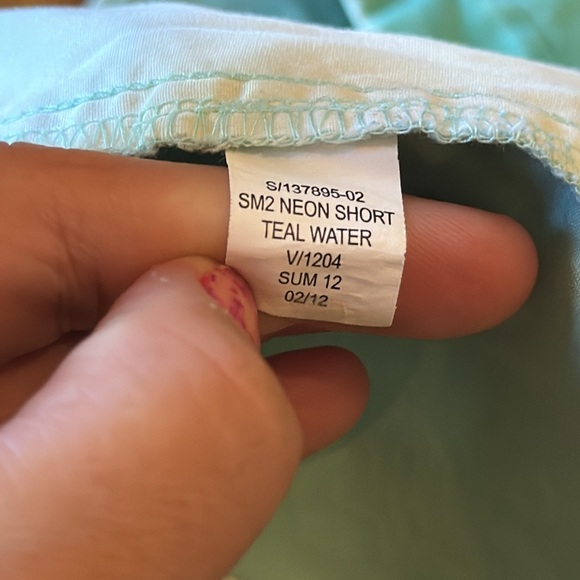 S/137895-02
SM2 NEON SHORT
TEAL WATER
V/1204
SUM 12
02/12